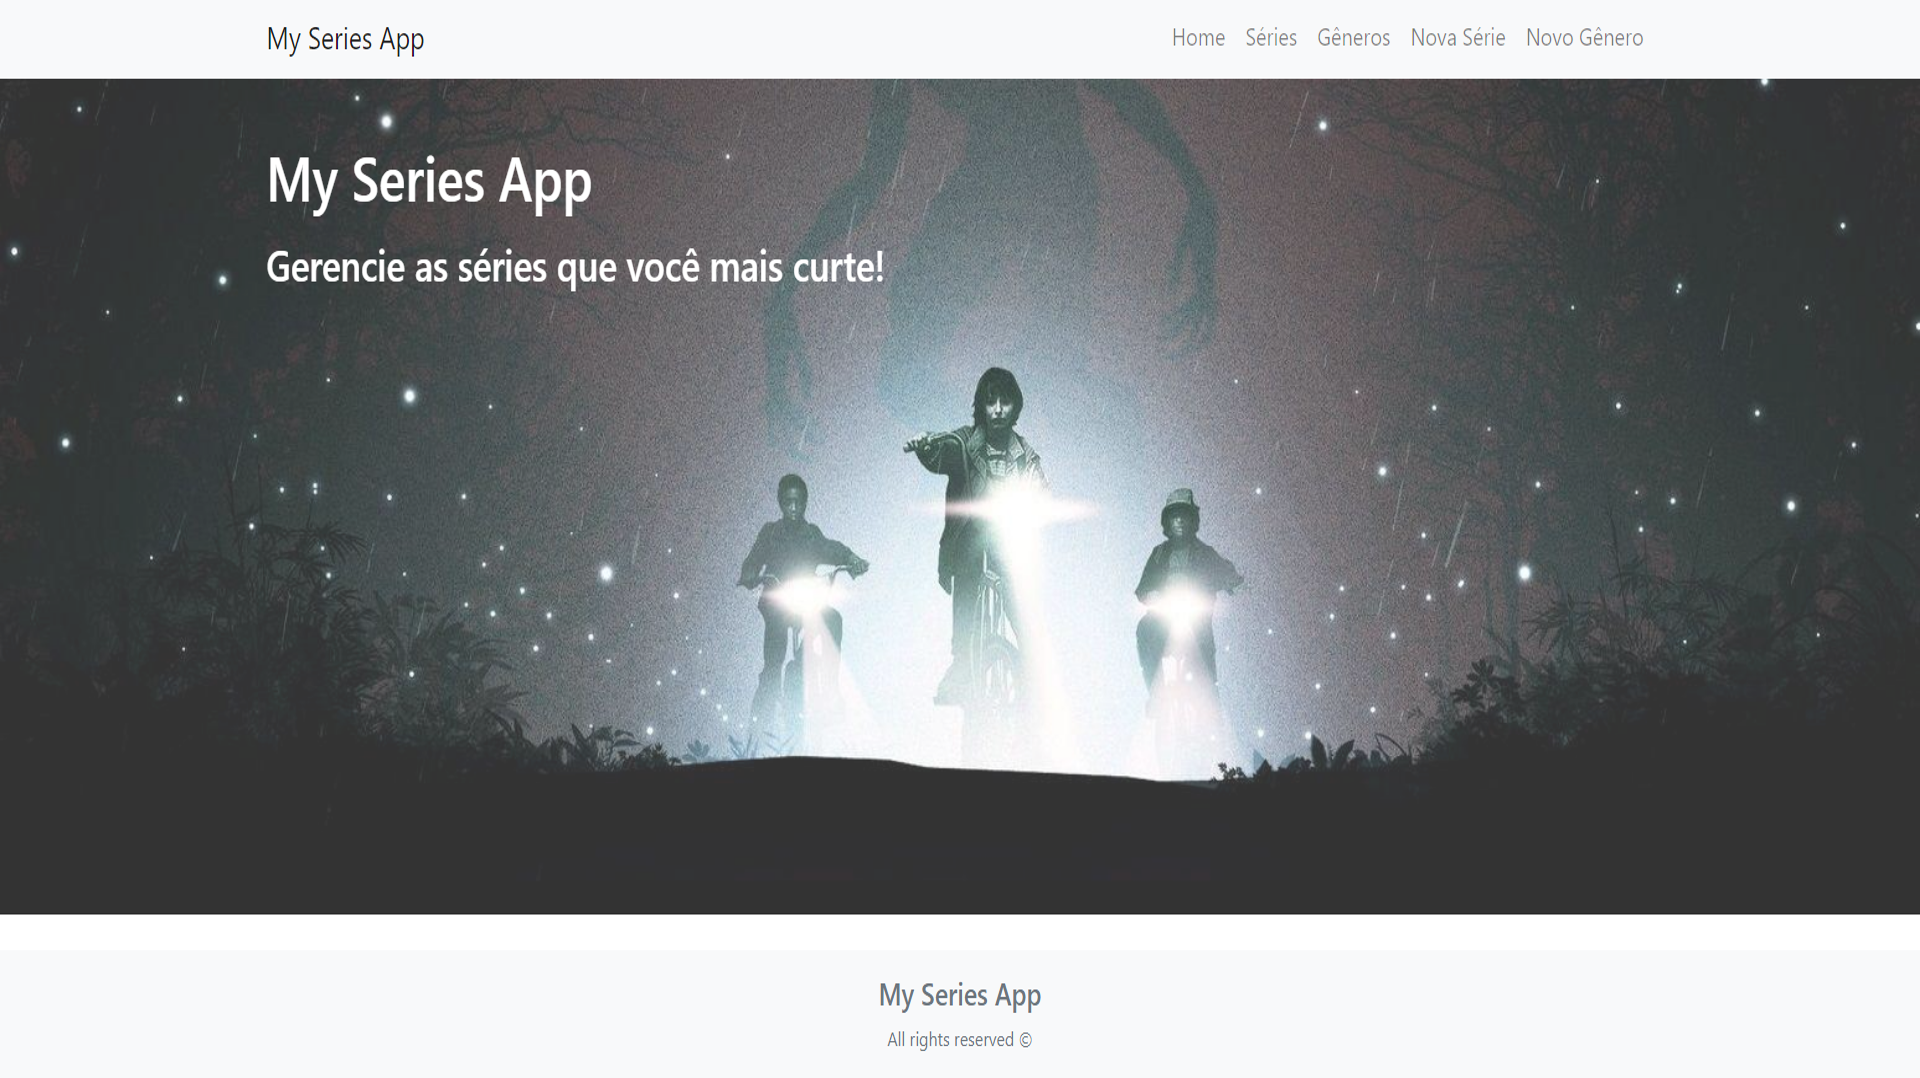 My Series App
Home Séries Gêneros Nova Série Novo Gênero
My Series App
Gerencie as séries que você mais curte!
My Series App
All rights reserved ©